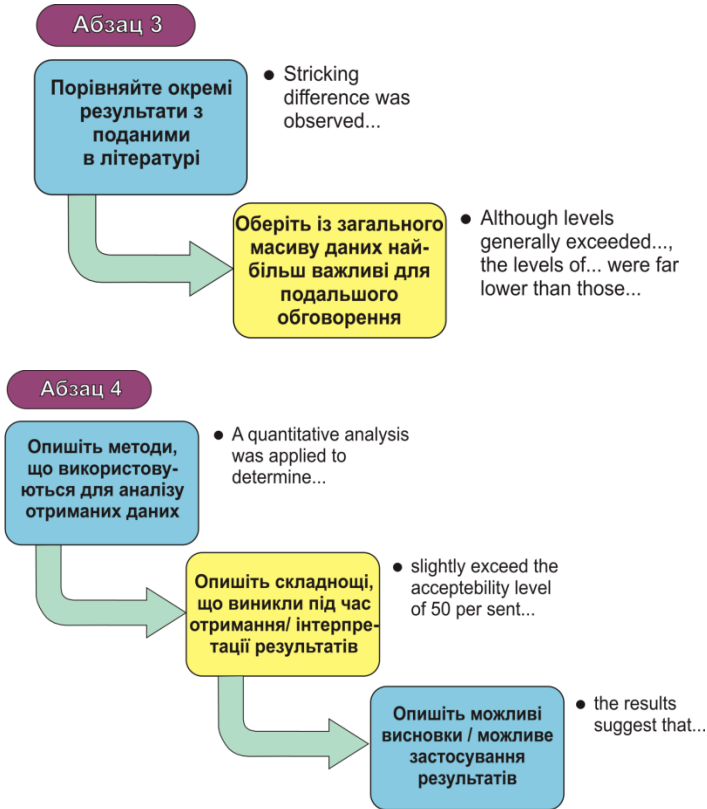 Абзац 3
Порівняйте окремі
результати з
поданими
в літературі
● Stricking
difference was
observed...
Оберіть із загального
масиву даних най-
більш важливі для
подальшого
обговорення
● Although levels
generally exceeded...,
the levels of... were far
lower than those...
Абзац 4
Опишіть методи,
що використову-
ються для аналізу
отриманих даних
● A quantitative analysis
was applied to
determine...
Опишіть складнощі,
що виникли під час
отримання/ інтерпре-
тації результатів
● slightly exceed the
acceptebility level
of 50 per sent...
Опишіть можливі
висновки / можливе
застосування
результатів
● the results
suggest that...